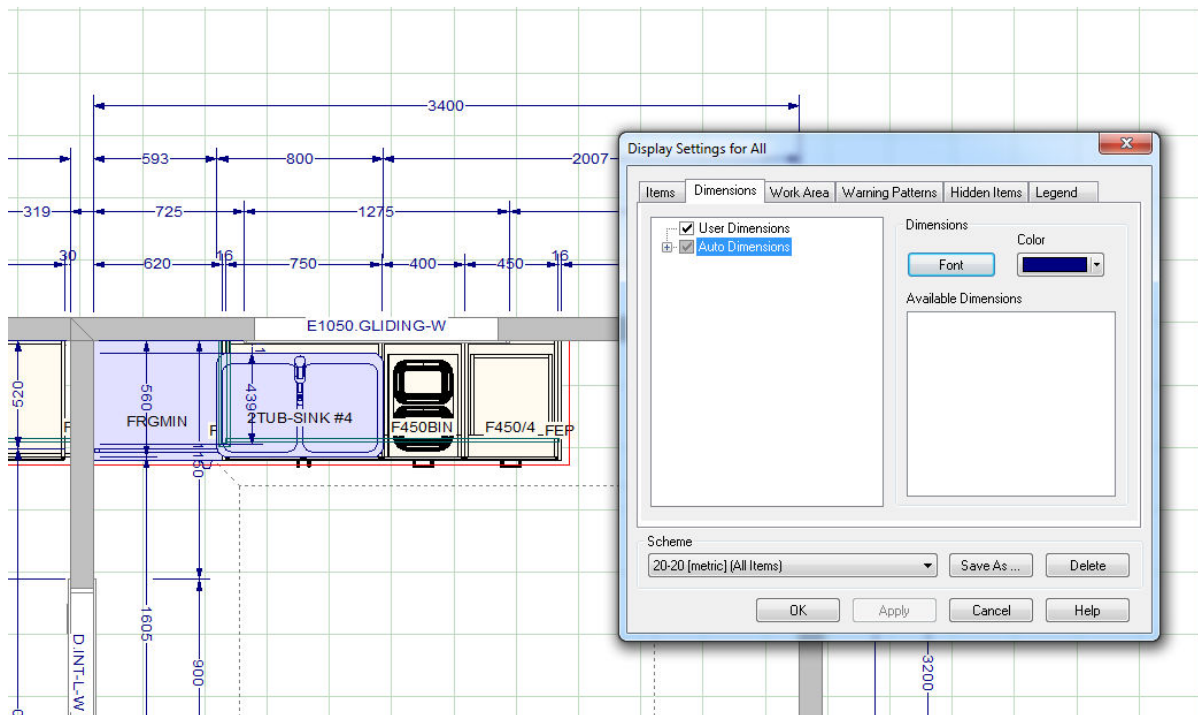 3400
593
800
2007
319
725
1275
30
620
16
750
400
450
16
E1050.GLIDING-W
520
560
FRGMIN
1
439
2TUB-SINK #4
F450BIN
F450/4
FEP
F
F
1150
1605
900
D.INT-L-W
3200
Display Settings for All
Items
Dimensions
Work Area
Warning Patterns
Hidden Items
Legend
User Dimensions
Auto Dimensions
Dimensions
Color
Font
Available Dimensions
Scheme
20-20 [metric] (All Items)
Save As ...
Delete
OK
Apply
Cancel
Help